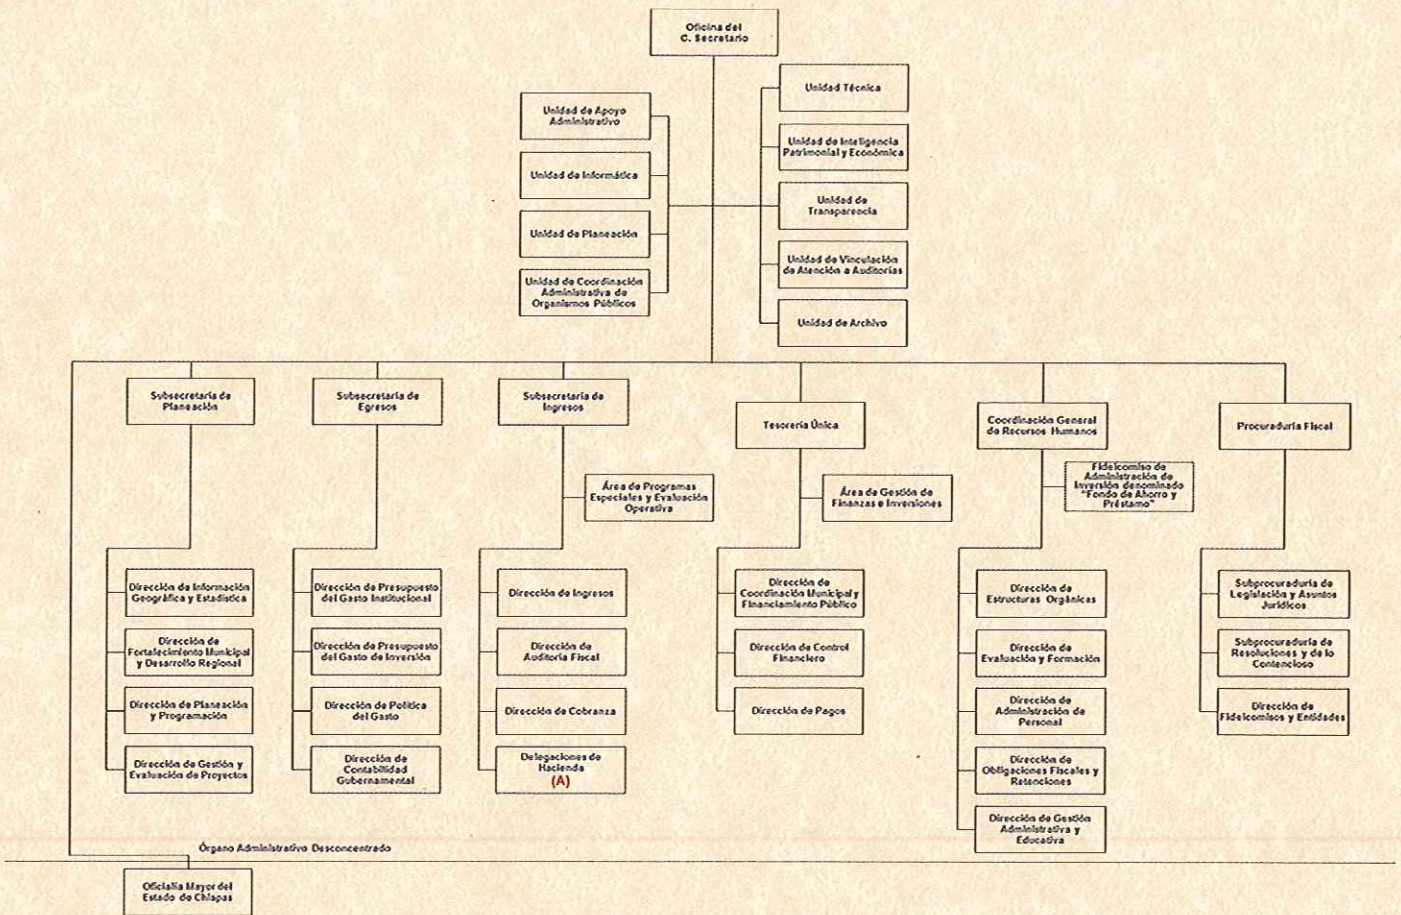 Oficina del
C. Secretario
Unidad de Apoyo
Administrativo
Unidad de Informática
Unidad de Planeación
Unidad de Coordinación
Administrativa de
Organismos Públicos
Unidad Técnica
Unidad de Inteligencia
Patrimonial y Económica
Unidad de
Transparencia
Unidad de Vinculación
de Atención a Auditorías
Unidad de Archivo
Subsecretaría de
Planeación
Subsecretaría de
Egresos
Subsecretaría de
Ingresos
Tesorería Única
Coordinación General
de Recursos Humanos
Procuraduría Fiscal
Área de Programas
Especiales y Evaluación
Operativa
Área de Gestión de
Finanzas e Inversiones
Fideicomiso de
Administración de
Inversión denominado
"Fondo de Ahorro y
Préstamo"
Dirección de Información
Geográfica y Estadística
Dirección de
Fortalecimiento Municipal
y Desarrollo Regional
Dirección de Planeación
y Programación
Dirección de Gestión y
Evaluación de Proyectos
Dirección de Presupuesto
del Gasto Institucional
Dirección de Presupuesto
del Gasto de Inversión
Dirección de Política
del Gasto
Dirección de
Contabilidad
Gubernamental
Dirección de Ingresos
Dirección de
Auditoría Fiscal
Dirección de Cobranza
Delegaciones de
Hacienda
(A)
Dirección de
Coordinación Municipal y
Financiamiento Público
Dirección de Control
Financiero
Dirección de Pagos
Dirección de
Estructuras Orgánicas
Dirección de
Evaluación y Formación
Dirección de
Administración de
Personal
Dirección de
Obligaciones Fiscales y
Retenciones
Dirección de Gestión
Administrativa y
Educativa
Subprocuraduría de
Legislación y Asuntos
Jurídicos
Subprocuraduría de
Resoluciones y de lo
Contencioso
Dirección de
Fideicomisos y Entidades
Órgano Administrativo Desconcentrado
Oficialía Mayor del
Estado de Chiapas